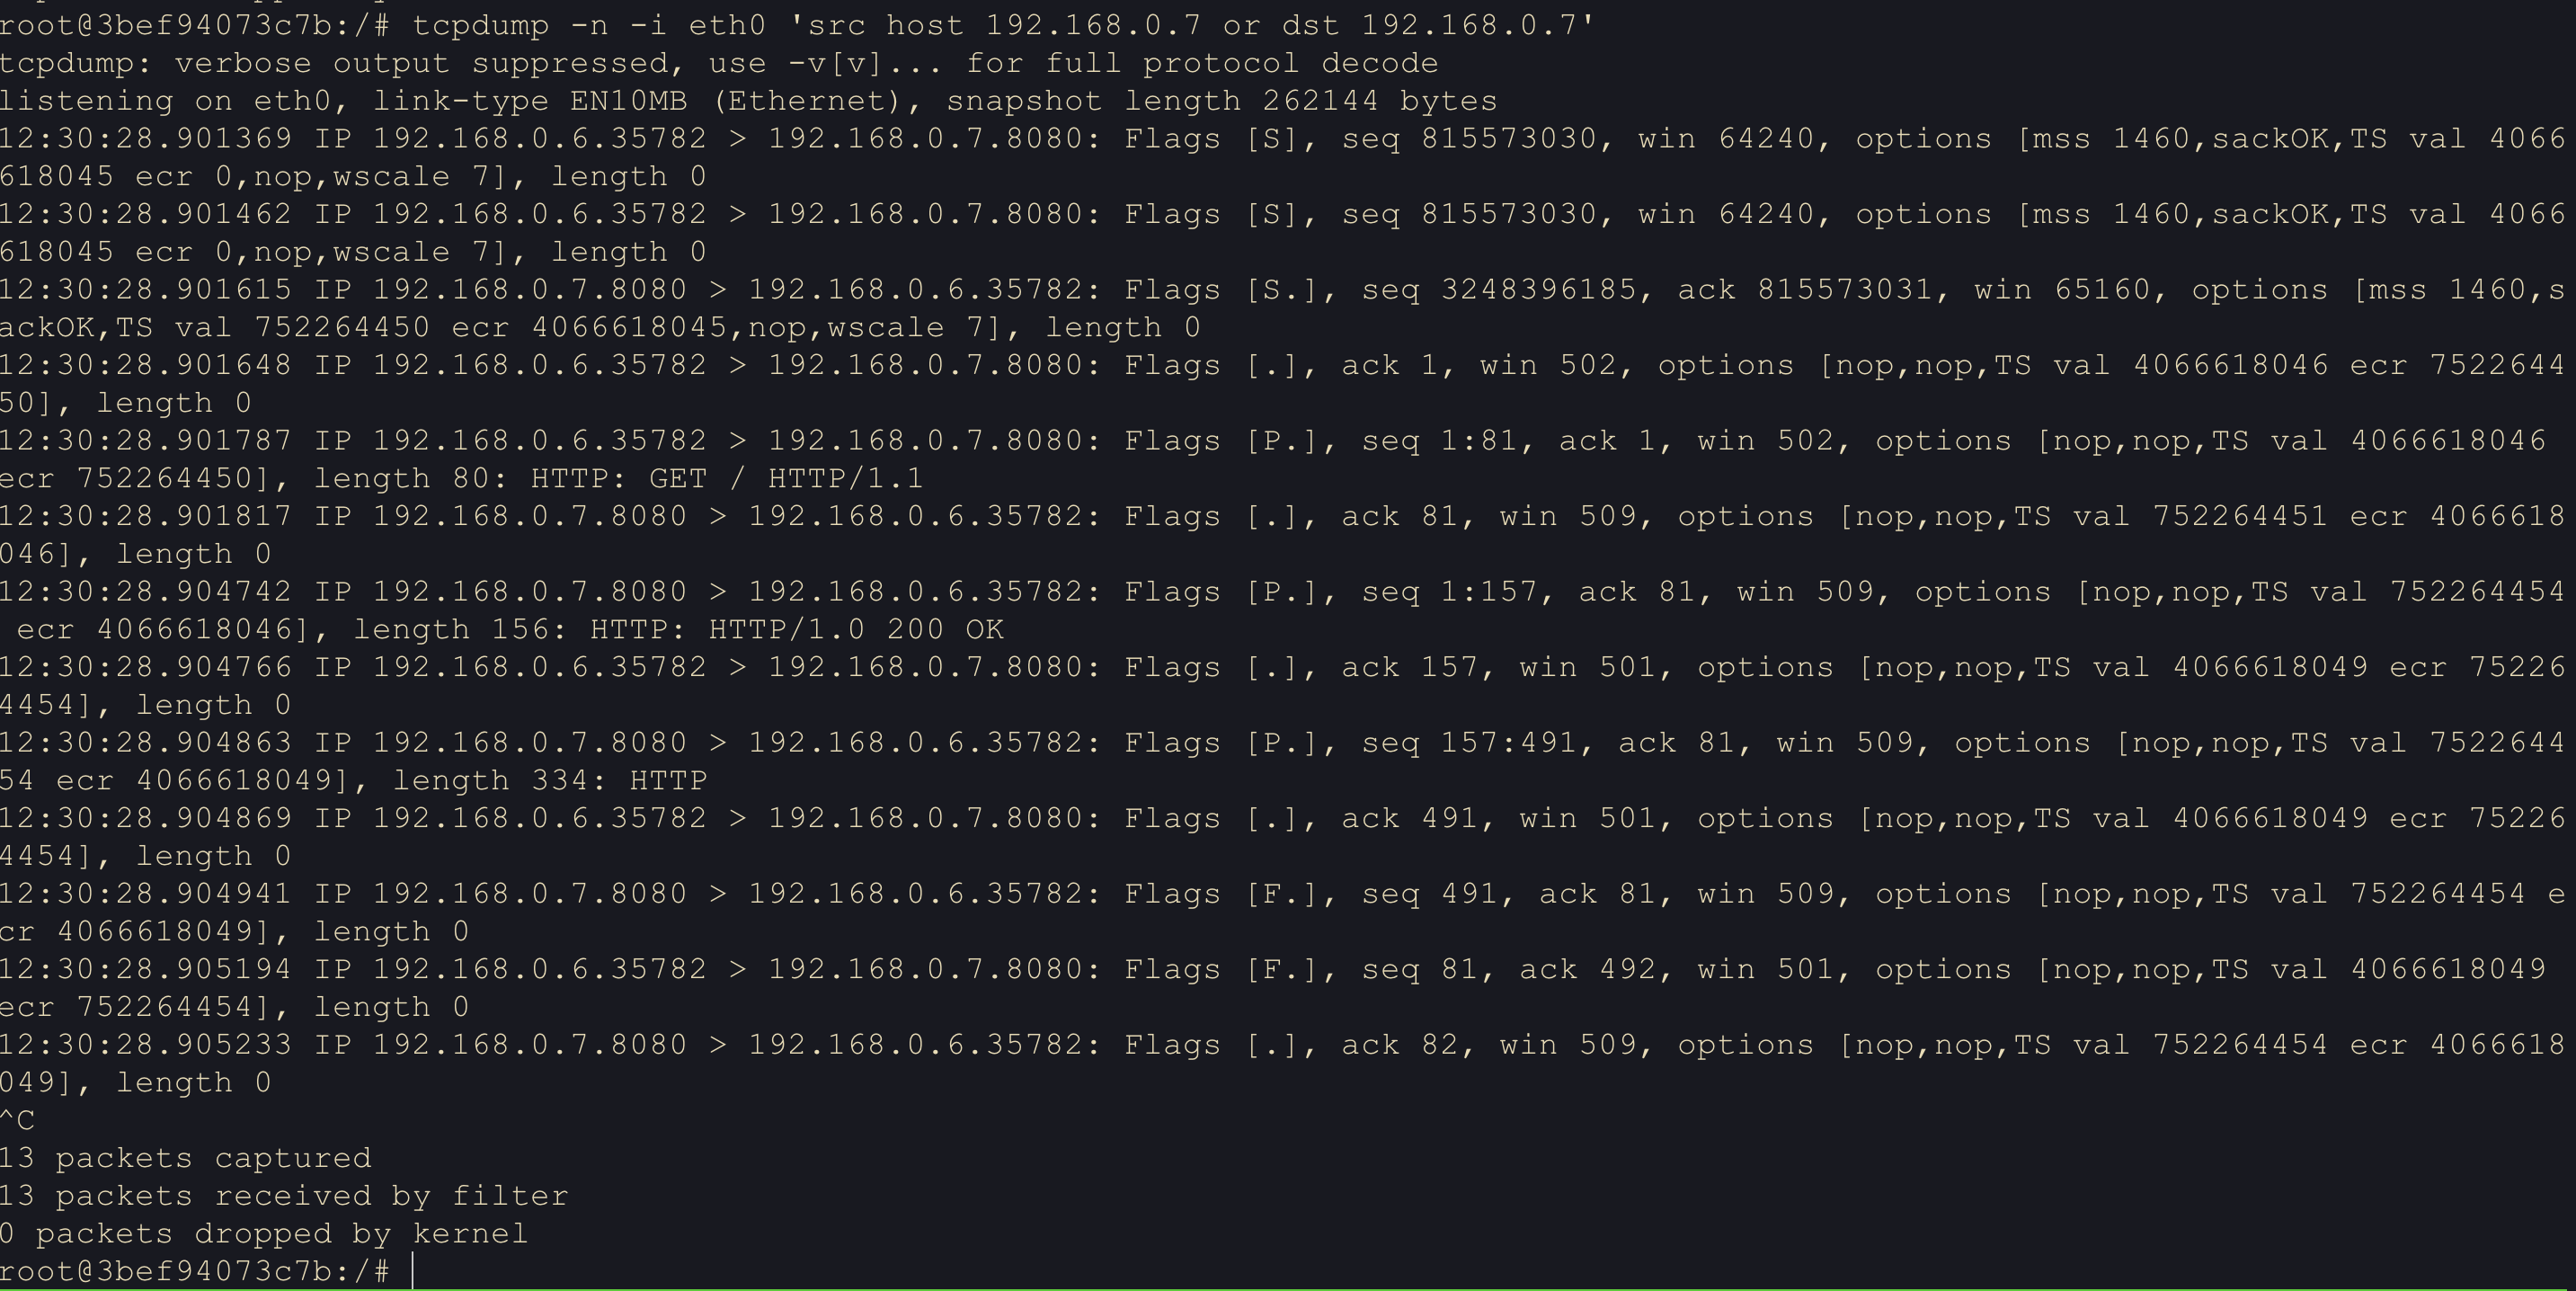 root@3bef94073c7b:/# tcpdump -n -i eth0 'src host 192.168.0.7 or dst 192.168.0.7'
tcpdump: verbose output suppressed, use -v[v]... for full protocol decode
listening on eth0, link-type EN10MB (Ethernet), snapshot length 262144 bytes
12:30:28.901369 IP 192.168.0.6.35782 > 192.168.0.7.8080: Flags [S], seq 815573030, win 64240, options [mss 1460,sackOK,TS val 4066
618045 ecr 0,nop,wscale 7], length 0
12:30:28.901462 IP 192.168.0.6.35782 > 192.168.0.7.8080: Flags [S], seq 815573030, win 64240, options [mss 1460,sackOK,TS val 4066
618045 ecr 0,nop,wscale 7], length 0
12:30:28.901615 IP 192.168.0.7.8080 > 192.168.0.6.35782: Flags [S.], seq 3248396185, ack 815573031, win 65160, options [mss 1460,s
ackOK,TS val 752264450 ecr 4066618045,nop,wscale 7], length 0
12:30:28.901648 IP 192.168.0.6.35782 > 192.168.0.7.8080: Flags [.], ack 1, win 502, options [nop,nop,TS val 4066618046 ecr 7522644
50], length 0
12:30:28.901787 IP 192.168.0.6.35782 > 192.168.0.7.8080: Flags [P.], seq 1:81, ack 1, win 502, options [nop,nop,TS val 4066618046
ecr 752264450], length 80: HTTP: GET / HTTP/1.1
12:30:28.901817 IP 192.168.0.7.8080 > 192.168.0.6.35782: Flags [.], ack 81, win 509, options [nop,nop,TS val 752264451 ecr 4066618
046], length 0
12:30:28.904742 IP 192.168.0.7.8080 > 192.168.0.6.35782: Flags [P.], seq 1:157, ack 81, win 509, options [nop,nop,TS val 752264454
 ecr 4066618046], length 156: HTTP: HTTP/1.0 200 OK
12:30:28.904766 IP 192.168.0.6.35782 > 192.168.0.7.8080: Flags [.], ack 157, win 501, options [nop,nop,TS val 4066618049 ecr 75226
4454], length 0
12:30:28.904863 IP 192.168.0.7.8080 > 192.168.0.6.35782: Flags [P.], seq 157:491, ack 81, win 509, options [nop,nop,TS val 7522644
54 ecr 4066618049], length 334: HTTP
12:30:28.904869 IP 192.168.0.6.35782 > 192.168.0.7.8080: Flags [.], ack 491, win 501, options [nop,nop,TS val 4066618049 ecr 75226
4454], length 0
12:30:28.904941 IP 192.168.0.7.8080 > 192.168.0.6.35782: Flags [F.], seq 491, ack 81, win 509, options [nop,nop,TS val 752264454 e
cr 4066618049], length 0
12:30:28.905194 IP 192.168.0.6.35782 > 192.168.0.7.8080: Flags [F.], seq 81, ack 492, win 501, options [nop,nop,TS val 4066618049
ecr 752264454], length 0
12:30:28.905233 IP 192.168.0.7.8080 > 192.168.0.6.35782: Flags [.], ack 82, win 509, options [nop,nop,TS val 752264454 ecr 4066618
049], length 0
^C
13 packets captured
13 packets received by filter
0 packets dropped by kernel
root@3bef94073c7b:/#